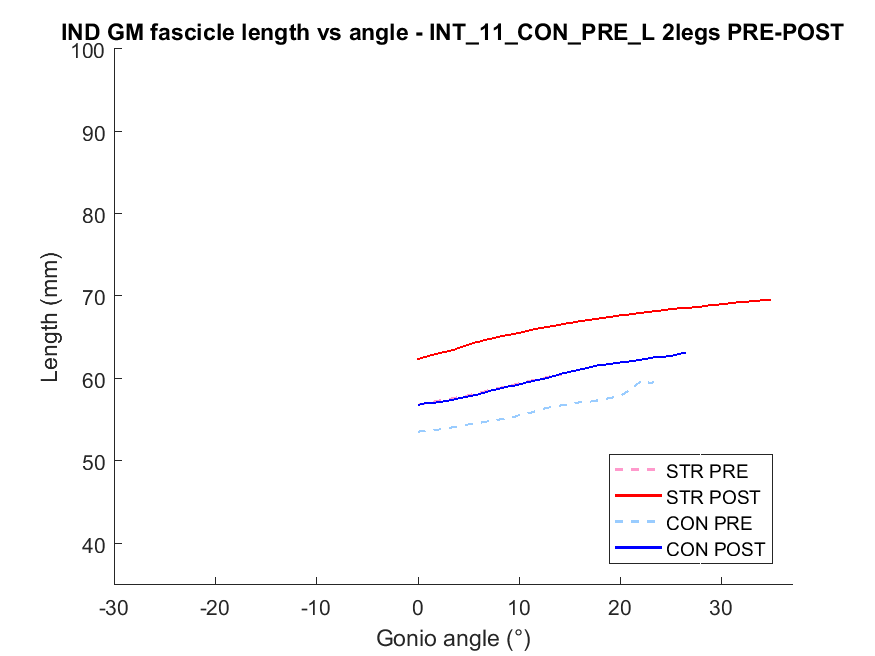 IND GM fascicle length vs angle - INT_11_CON_PRE_L 2legs PRE-POST
100
90
80
70
60
50
40
Length (mm)
-30
-20
-10
0
10
20
30
Gonio angle (°)
STR PRE
STR POST
CON PRE
CON POST